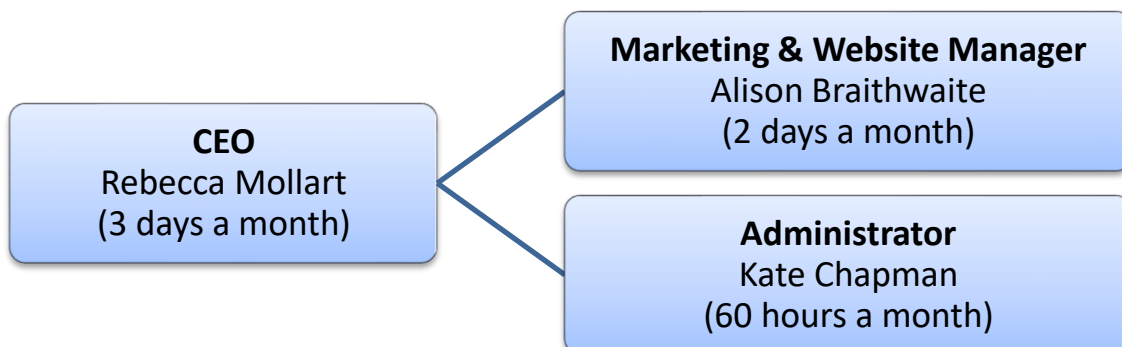 CEO
Rebecca Mollart
(3 days a month)
Marketing & Website Manager
Alison Braithwaite
(2 days a month)
Administrator
Kate Chapman
(60 hours a month)